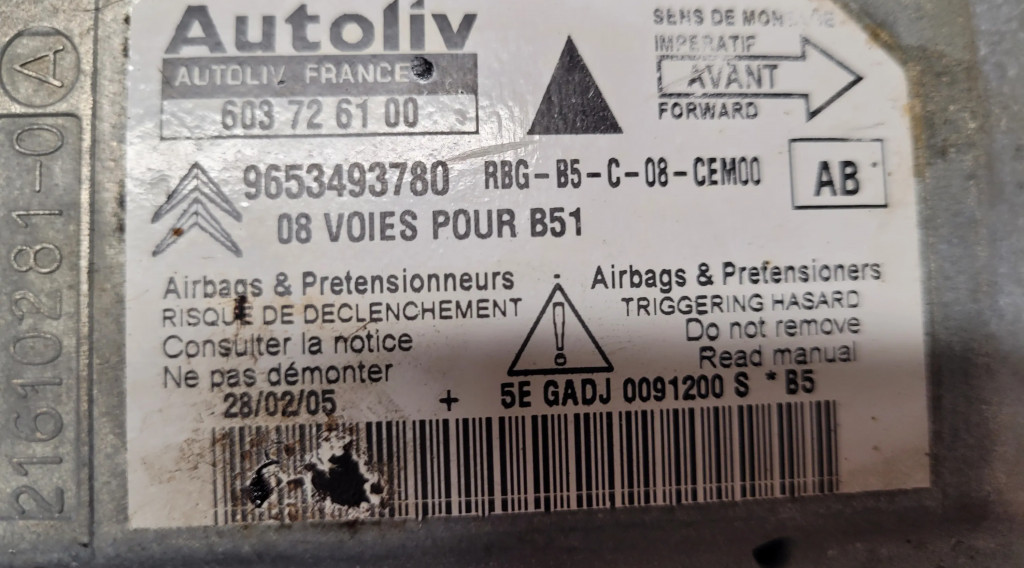 Autoliv
AUTOLIV FRANCE
603 72 61 00
SENS DE MONTAGE
IMPERATIF
AVANT
FORWARD
9653493780 RBG-B5-C-08-CEM00
AB
08 VOIES POUR B51
Airbags & Pretensionneurs
RISQUE DE DECLENCHEMENT
Consulter la notice
Ne pas démonter
28/02/05
Airbags & Pretensioners
TRIGGERING HASARD
Do not remove
Read manual
+ 5E GADJ 0091200 S *B5
21610281-0 A